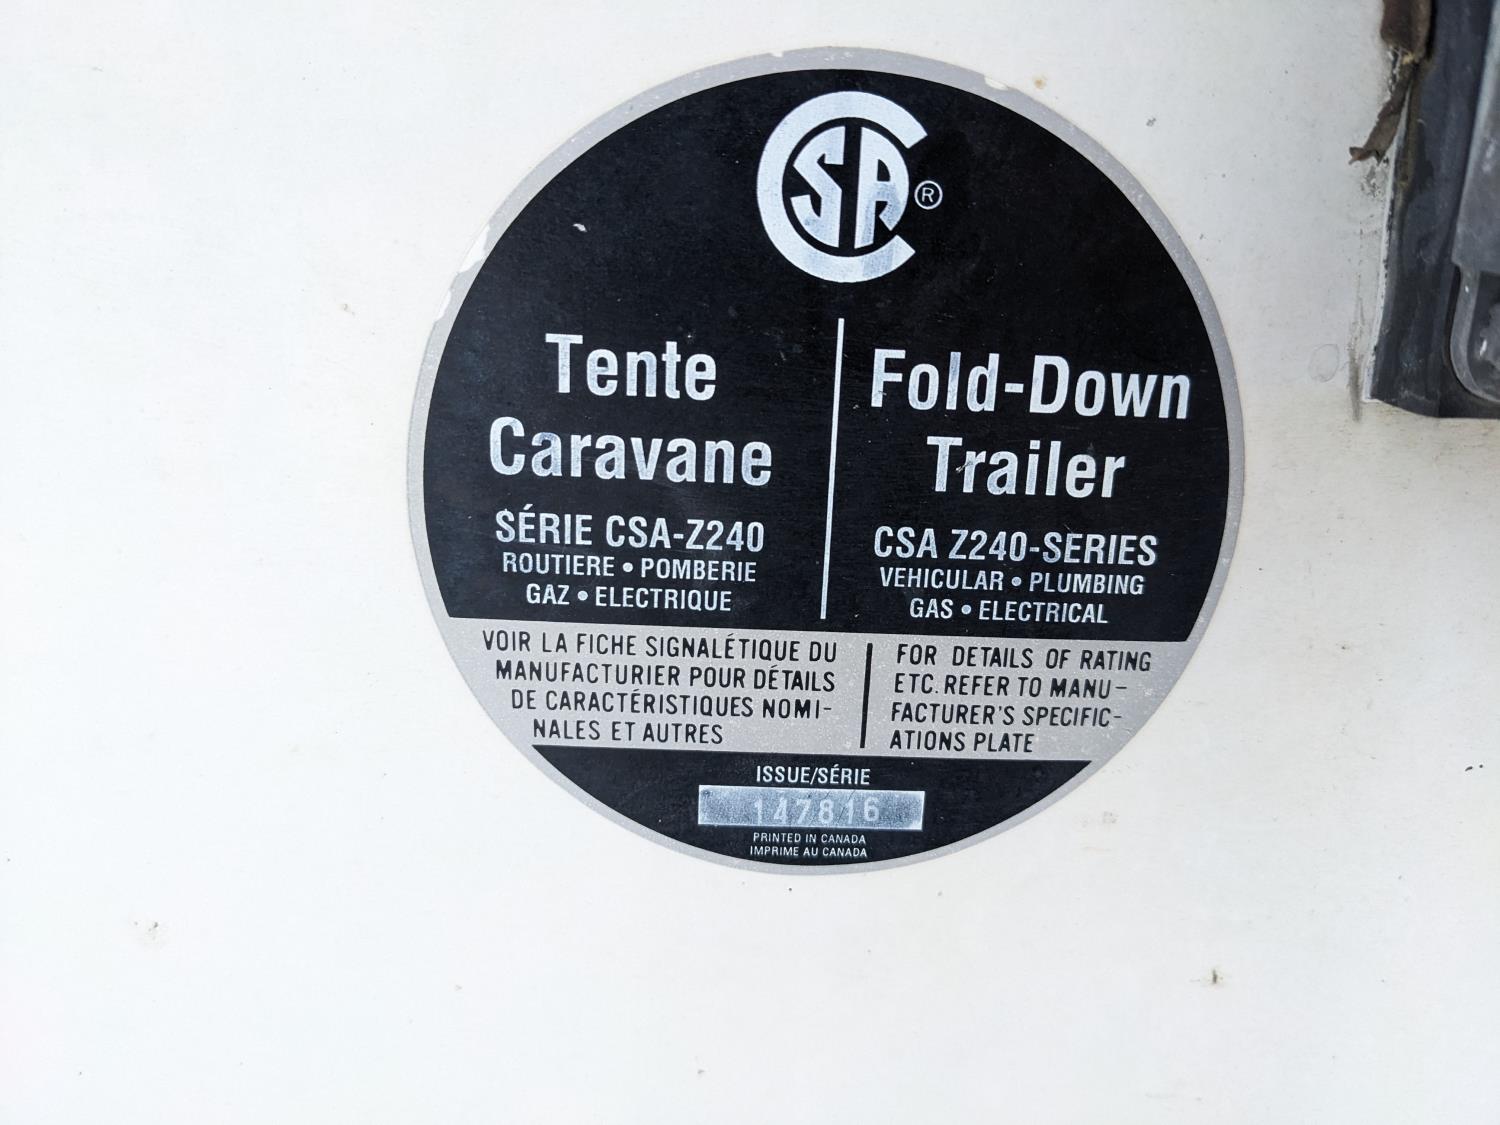 CSA ®
Tente
Caravane
SÉRIE CSA-Z240
ROUTIERE • POMBERIE
GAZ • ELECTRIQUE
Fold-Down
Trailer
CSA Z240-SERIES
VEHICULAR • PLUMBING
GAS • ELECTRICAL
VOIR LA FICHE SIGNALÉTIQUE DU
MANUFACTURIER POUR DÉTAILS
DE CARACTÉRISTIQUES NOMI-
NALES ET AUTRES
FOR DETAILS OF RATING
ETC. REFER TO MANU-
FACTURER'S SPECIFIC-
ATIONS PLATE
ISSUE/SÉRIE
147816
PRINTED IN CANADA
IMPRIME AU CANADA